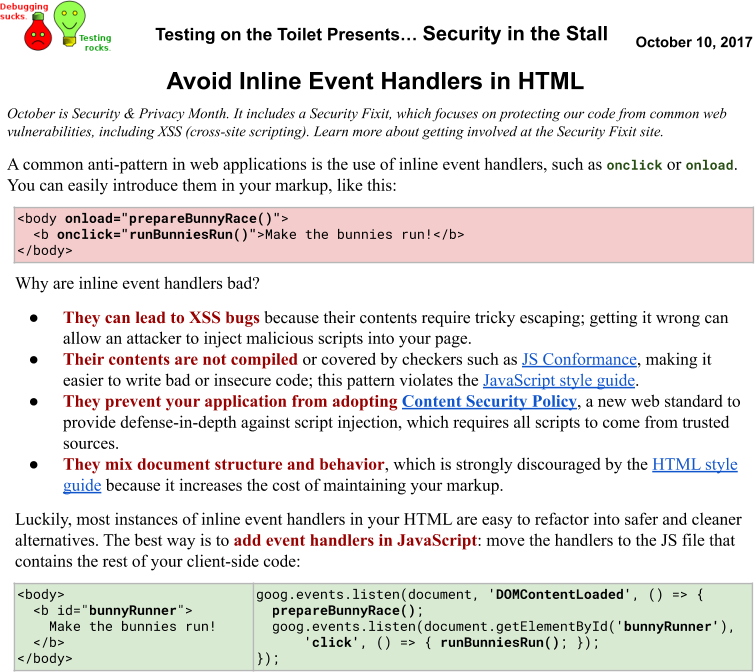 Debugging
sucks.
Testing
rocks.
Testing on the Toilet Presents… Security in the Stall
October 10, 2017
Avoid Inline Event Handlers in HTML
October is Security & Privacy Month. It includes a Security Fixit, which focuses on protecting our code from common web
vulnerabilities, including XSS (cross-site scripting). Learn more about getting involved at the Security Fixit site.
A common anti-pattern in web applications is the use of inline event handlers, such as onclick or onload.
You can easily introduce them in your markup, like this:
<body onload="prepareBunnyRace()">
  <b onclick="runBunniesRun()">Make the bunnies run!</b>
</body>
Why are inline event handlers bad?
● They can lead to XSS bugs because their contents require tricky escaping; getting it wrong can
allow an attacker to inject malicious scripts into your page.
● Their contents are not compiled or covered by checkers such as JS Conformance, making it
easier to write bad or insecure code; this pattern violates the JavaScript style guide.
● They prevent your application from adopting Content Security Policy, a new web standard to
provide defense-in-depth against script injection, which requires all scripts to come from trusted
sources.
● They mix document structure and behavior, which is strongly discouraged by the HTML style
guide because it increases the cost of maintaining your markup.
Luckily, most instances of inline event handlers in your HTML are easy to refactor into safer and cleaner
alternatives. The best way is to add event handlers in JavaScript: move the handlers to the JS file that
contains the rest of your client-side code:
<body>
  <b id="bunnyRunner">
    Make the bunnies run!
  </b>
</body>
goog.events.listen(document, 'DOMContentLoaded', () => {
  prepareBunnyRace();
  goog.events.listen(document.getElementById('bunnyRunner'),
      'click', () => { runBunniesRun(); });
});